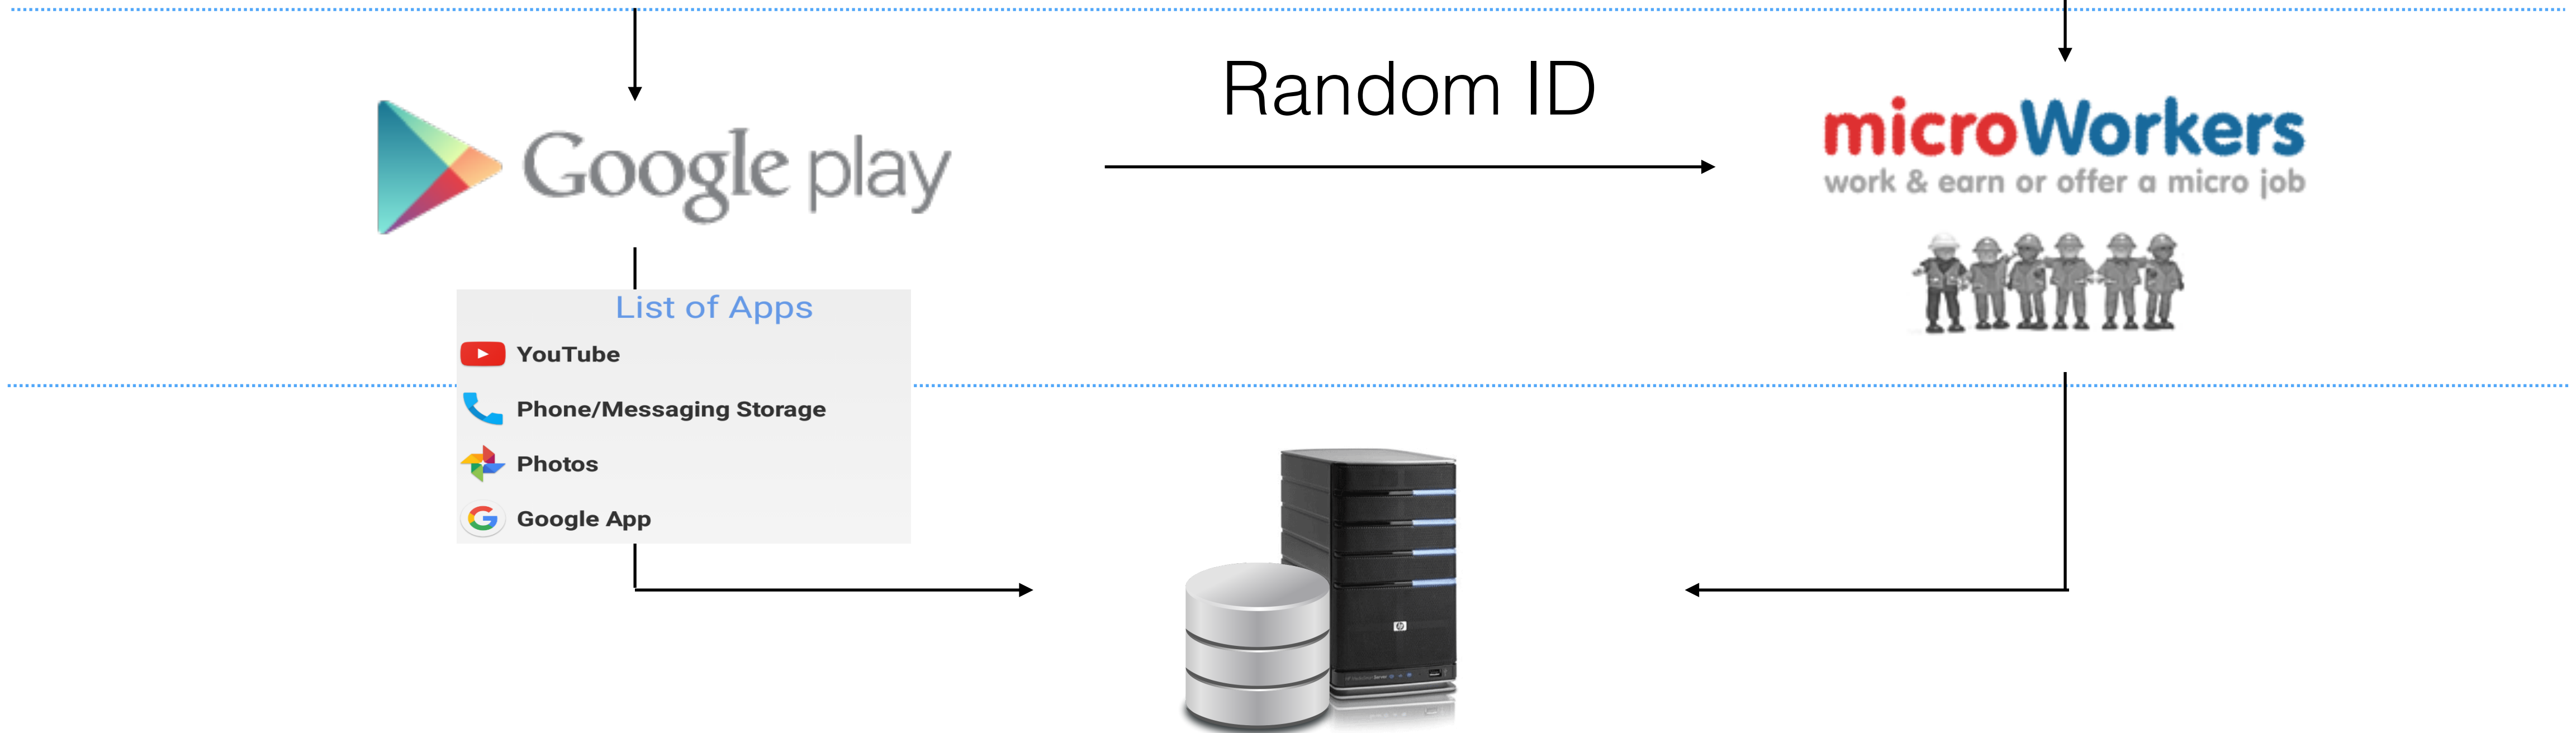 Random ID
Google play
microWorkers
work & earn or offer a micro job
List of Apps
YouTube
Phone/Messaging Storage
Photos
Google App